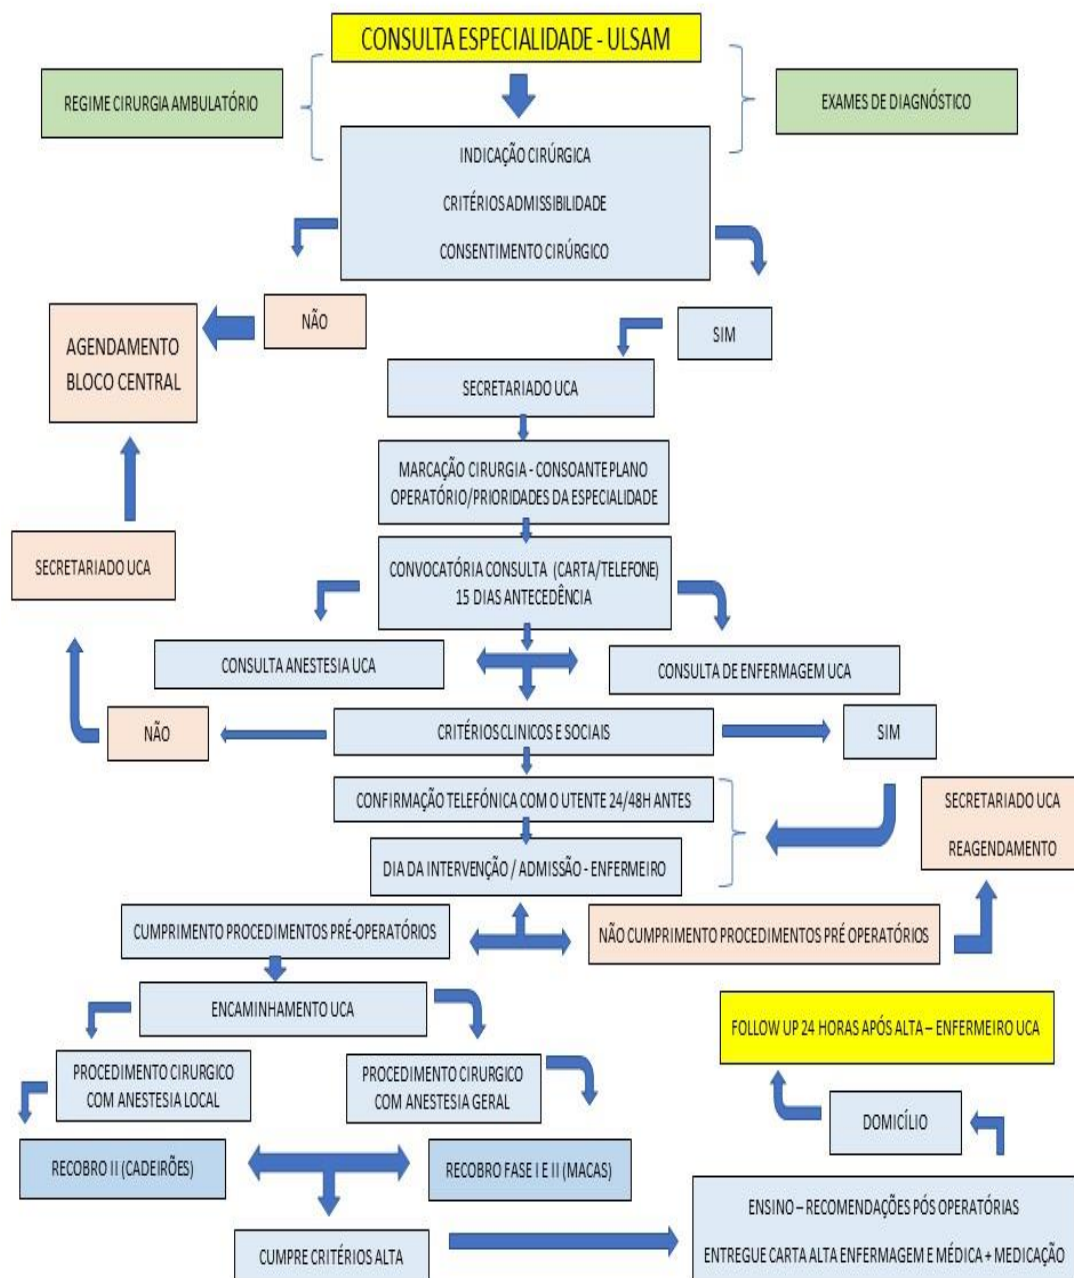 CONSULTA ESPECIALIDADE - ULSAM
REGIME CIRURGIA AMBULATÓRIO
EXAMES DE DIAGNÓSTICO
INDICAÇÃO CIRÚRGICA
CRITÉRIOS ADMISSIBILIDADE
CONSENTIMENTO CIRÚRGICO
NÃO
SIM
AGENDAMENTO
BLOCO CENTRAL
SECRETARIADO UCA
MARCAÇÃO CIRURGIA - CONSOANTE PLANO
OPERATÓRIO/PRIORIDADES DA ESPECIALIDADE
SECRETARIADO UCA
CONVOCATÓRIA CONSULTA (CARTA/TELEFONE)
15 DIAS ANTECEDÊNCIA
CONSULTA ANESTESIA UCA
CONSULTA DE ENFERMAGEM UCA
NÃO
CRITÉRIOS CLINICOS E SOCIAIS
SIM
CONFIRMAÇÃO TELEFÓNICA COM O UTENTE 24/48H ANTES
SECRETARIADO UCA
REAGENDAMENTO
DIA DA INTERVENÇÃO / ADMISSÃO - ENFERMEIRO
CUMPRIMENTO PROCEDIMENTOS PRÉ-OPERATÓRIOS
NÃO CUMPRIMENTO PROCEDIMENTOS PRÉ OPERATÓRIOS
ENCAMINHAMENTO UCA
FOLLOW UP 24 HORAS APÓS ALTA – ENFERMEIRO UCA
PROCEDIMENTO CIRURGICO
COM ANESTESIA LOCAL
PROCEDIMENTO CIRURGICO
COM ANESTESIA GERAL
DOMICÍLIO
RECOBRO II (CADEIRÕES)
RECOBRO FASE I E II (MACAS)
CUMPRE CRITÉRIOS ALTA
ENSINO – RECOMENDAÇÕES PÓS OPERATÓRIAS
ENTREGUE CARTA ALTA ENFERMAGEM E MÉDICA + MEDICAÇÃO